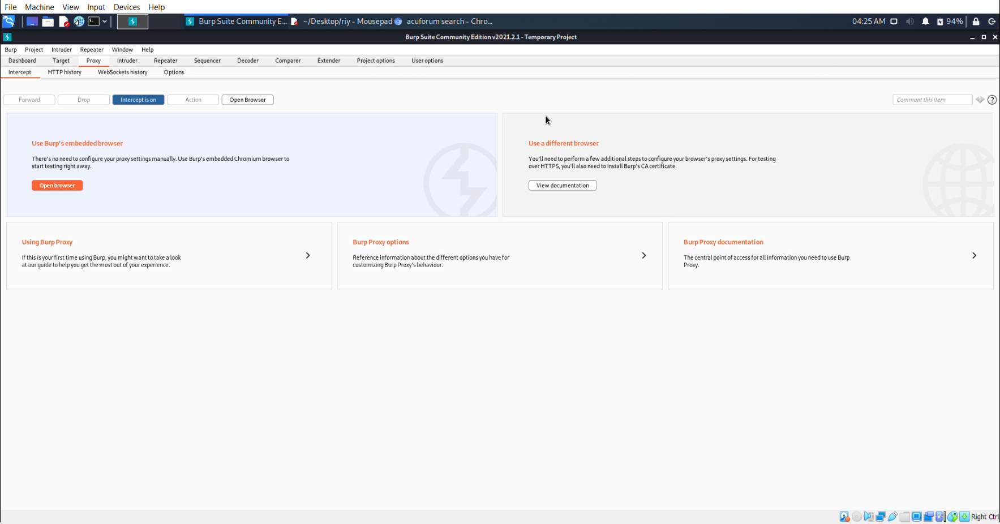 File Machine View Input Devices Help
Burp Suite Community E... ~/Desktop/riy - Mousepad acuforum search - Chro... 04:25 AM 94%
Burp Suite Community Edition v2021.2.1 - Temporary Project
Burp Project Intruder Repeater Window Help
Dashboard Target Proxy Intruder Repeater Sequencer Decoder Comparer Extender Project options User options
Intercept HTTP history WebSockets history Options
Forward Drop Intercept is on Action Open Browser Comment this item
Use Burp's embedded browser
There's no need to configure your proxy settings manually. Use Burp's embedded Chromium browser to
start testing right away.
Open browser
Use a different browser
You'll need to perform a few additional steps to configure your browser's proxy settings. For testing
over HTTPS, you'll also need to install Burp's CA certificate.
View documentation
Using Burp Proxy
If this is your first time using Burp, you might want to take a look
at our guide to help you get the most out of your experience.
Burp Proxy options
Reference information about the different options you have for
customizing Burp Proxy's behaviour.
Burp Proxy documentation
The central point of access for all information you need to use Burp
Proxy.
Right Ctrl